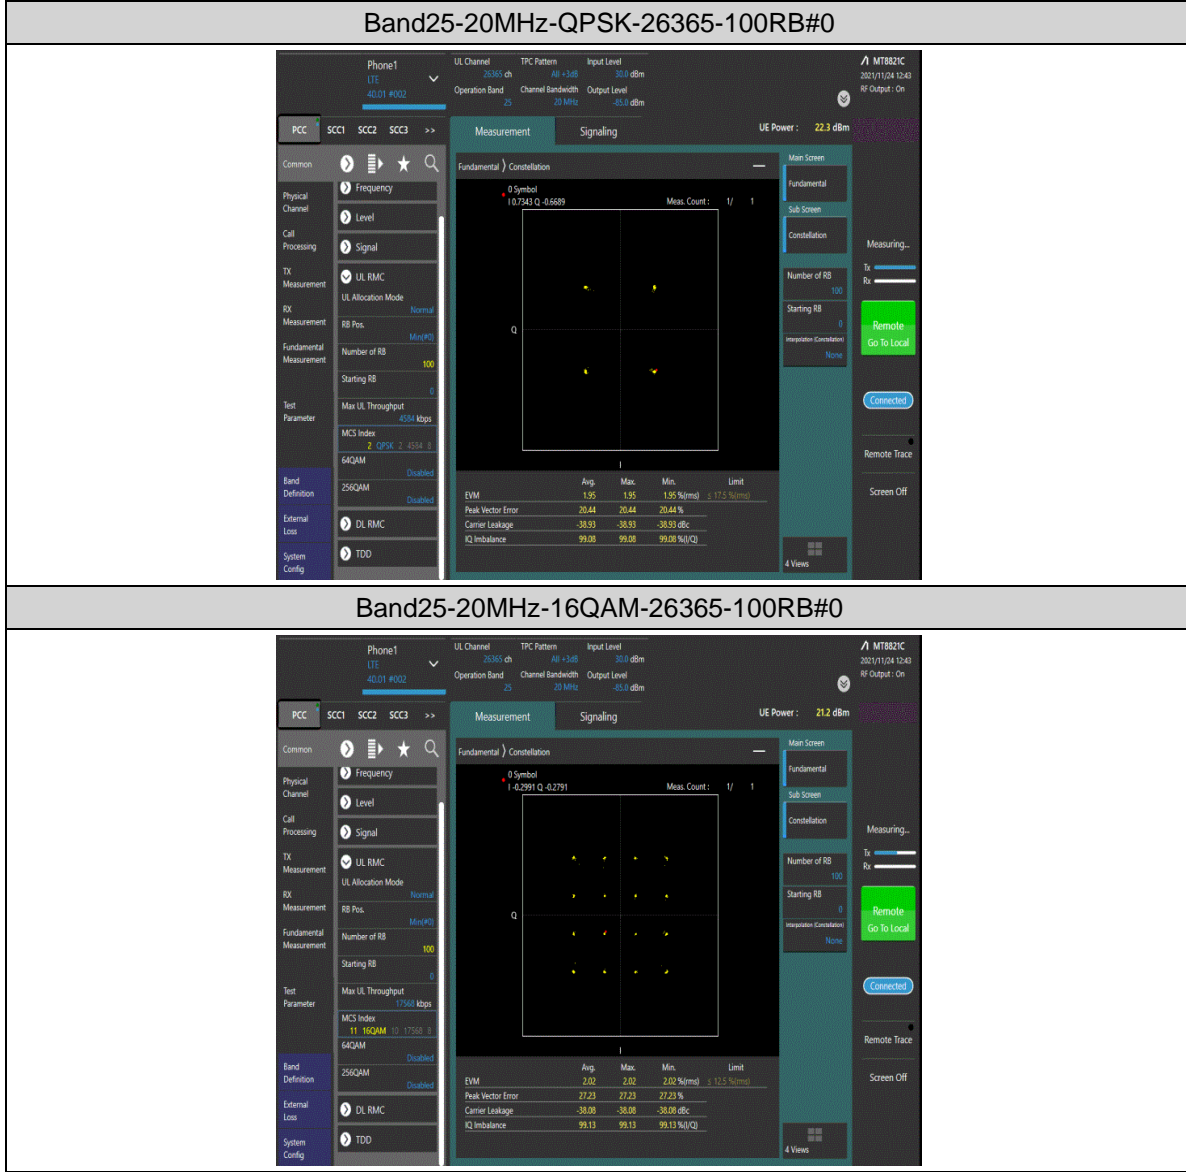 Band25-20MHz-QPSK-26365-100RB#0
Phone1
LTE
40.01 #002
UL Channel TPC Pattern Input Level
26365 ch All +3dB 30.0 dBm
Operation Band Channel Bandwidth Output Level
25 20 MHz -85.0 dBm
MT8821C
2021/11/24 12:43
RF Output : On
PCC SCC1 SCC2 SCC3 >>
Measurement Signaling
UE Power : 22.3 dBm
Common
Physical
Channel
Call
Processing
TX
Measurement
RX
Measurement
Fundamental
Measurement
Test
Parameter
Band
Definition
External
Loss
System
Config
Frequency
Level
Signal
UL RMC
UL Allocation Mode
Normal
RB Pos.
Min(#0)
Number of RB
100
Starting RB
0
Max UL Throughput
4584 kbps
MCS Index
2 QPSK 2 4584 8
64QAM
Disabled
256QAM
Disabled
DL RMC
TDD
Fundamental Constellation
0 Symbol
I 0.7343 Q -0.6689 Meas. Count : 1/ 1
Q
I
Avg. Max. Min. Limit
EVM 1.95 1.95 1.95 %(rms) ≤ 17.5 %(rms)
Peak Vector Error 20.44 20.44 20.44 %
Carrier Leakage -38.93 -38.93 -38.93 dBc
IQ Imbalance 99.08 99.08 99.08 %(I/Q)
Main Screen
Fundamental
Sub Screen
Constellation
Number of RB
100
Starting RB
0
Interpolation (Constellation)
None
4 Views
Measuring...
Tx
Rx
Remote
Go To Local
Connected
Remote Trace
Screen Off
Band25-20MHz-16QAM-26365-100RB#0
Phone1
LTE
40.01 #002
UL Channel TPC Pattern Input Level
26365 ch All +3dB 30.0 dBm
Operation Band Channel Bandwidth Output Level
25 20 MHz -85.0 dBm
MT8821C
2021/11/24 12:43
RF Output : On
PCC SCC1 SCC2 SCC3 >>
Measurement Signaling
UE Power : 21.2 dBm
Common
Physical
Channel
Call
Processing
TX
Measurement
RX
Measurement
Fundamental
Measurement
Test
Parameter
Band
Definition
External
Loss
System
Config
Frequency
Level
Signal
UL RMC
UL Allocation Mode
Normal
RB Pos.
Min(#0)
Number of RB
100
Starting RB
0
Max UL Throughput
17568 kbps
MCS Index
11 16QAM 10 17568 8
64QAM
Disabled
256QAM
Disabled
DL RMC
TDD
Fundamental Constellation
0 Symbol
I -0.2991 Q -0.2791 Meas. Count : 1/ 1
Q
I
Avg. Max. Min. Limit
EVM 2.02 2.02 2.02 %(rms) ≤ 12.5 %(rms)
Peak Vector Error 27.23 27.23 27.23 %
Carrier Leakage -38.08 -38.08 -38.08 dBc
IQ Imbalance 99.13 99.13 99.13 %(I/Q)
Main Screen
Fundamental
Sub Screen
Constellation
Number of RB
100
Starting RB
0
Interpolation (Constellation)
None
4 Views
Measuring...
Tx
Rx
Remote
Go To Local
Connected
Remote Trace
Screen Off